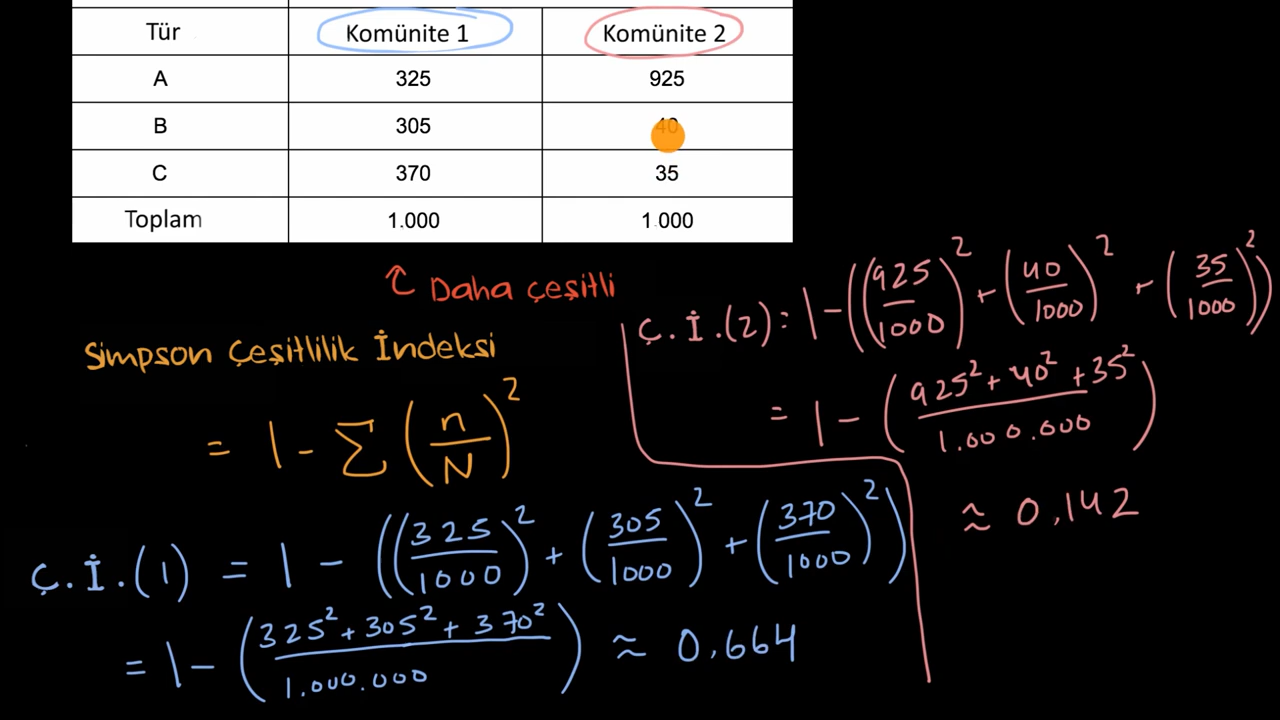 Tür Komünite 1 Komünite 2
A 325 925
B 305 40
C 370 35
Toplam 1.000 1.000
↑ Daha çeşitli
Simpson Çeşitlilik İndeksi
= 1 - Σ (n/N)²
Ç.İ.(1) = 1 - ((325/1000)² + (305/1000)² + (370/1000)²)
= 1 - (325² + 305² + 370² / 1.000.000) ≈ 0,664
Ç.İ.(2): 1 - ((925/1000)² + (40/1000)² + (35/1000)²)
= 1 - (925² + 40² + 35² / 1.000.000)
≈ 0,142